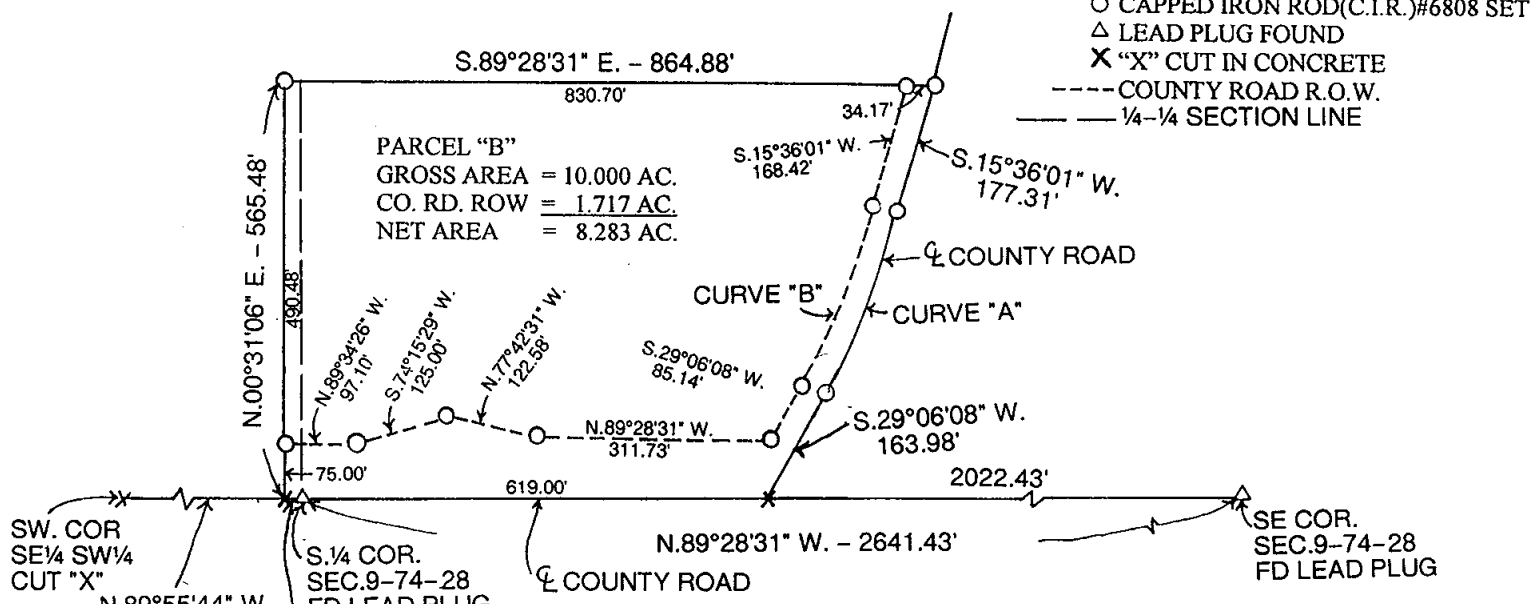 ○ CAPPED IRON ROD(C.I.R.)#6808 SET
△ LEAD PLUG FOUND
X "X" CUT IN CONCRETE
---- COUNTY ROAD R.O.W.
— — ¼-¼ SECTION LINE
S.89°28'31" E. – 864.88'
830.70'
34.17'
PARCEL "B"
GROSS AREA = 10.000 AC.
CO. RD. ROW = 1.717 AC.
NET AREA = 8.283 AC.
S.15°36'01" W.
168.42'
S.15°36'01" W.
177.31'
N.00°31'06" E. – 565.48'
490.48'
℄ COUNTY ROAD
CURVE "B"
CURVE "A"
N.89°34'26" W.
97.10'
S.74°15'29" W.
125.00'
N.77°42'31" W.
122.58'
S.29°06'08" W.
85.14'
N.89°28'31" W.
311.73'
S.29°06'08" W.
163.98'
75.00'
619.00'
2022.43'
SW. COR
SE¼ SW¼
CUT "X"
S.¼ COR.
SEC.9–74–28
FD LEAD PLUG
℄ COUNTY ROAD
N.89°28'31" W. – 2641.43'
SE COR.
SEC.9–74–28
FD LEAD PLUG
N.89°55'44" W.